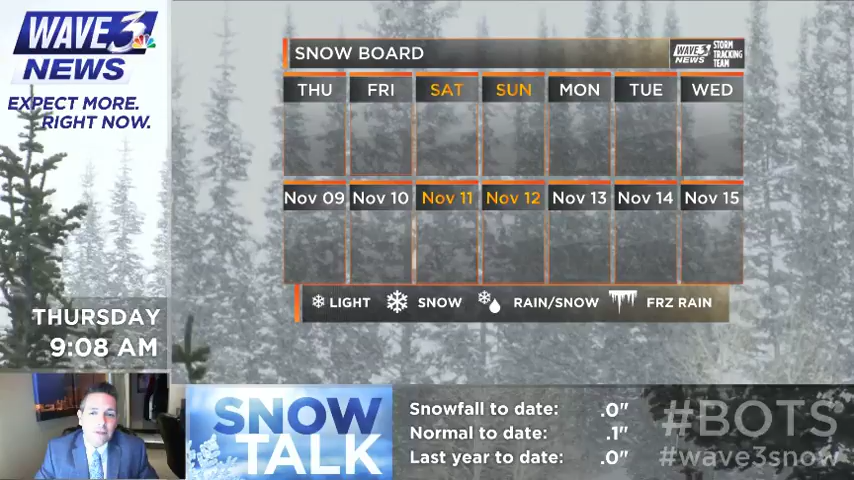 WAVE 3
NEWS
EXPECT MORE.
RIGHT NOW.
SNOW BOARD
WAVE 3
NEWS
STORM
TRACKING
TEAM
THU FRI SAT SUN MON TUE WED
Nov 09 Nov 10 Nov 11 Nov 12 Nov 13 Nov 14 Nov 15
LIGHT SNOW RAIN/SNOW FRZ RAIN
THURSDAY
9:08 AM
SNOW
TALK
Snowfall to date: .0"
Normal to date: .1"
Last year to date: .0"
#BOTS
#wave3snow